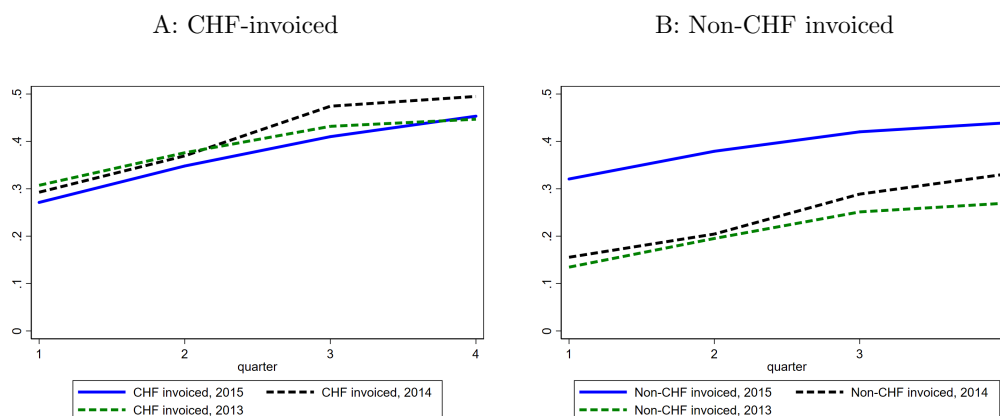 A: CHF-invoiced
B: Non-CHF invoiced
.5
.4
.3
.2
.1
0
1 2 3 4
quarter
CHF invoiced, 2015
CHF invoiced, 2014
CHF invoiced, 2013
.5
.4
.3
.2
.1
0
1 2 3
quarter
Non-CHF invoiced, 2015
Non-CHF invoiced, 2014
Non-CHF invoiced, 2013